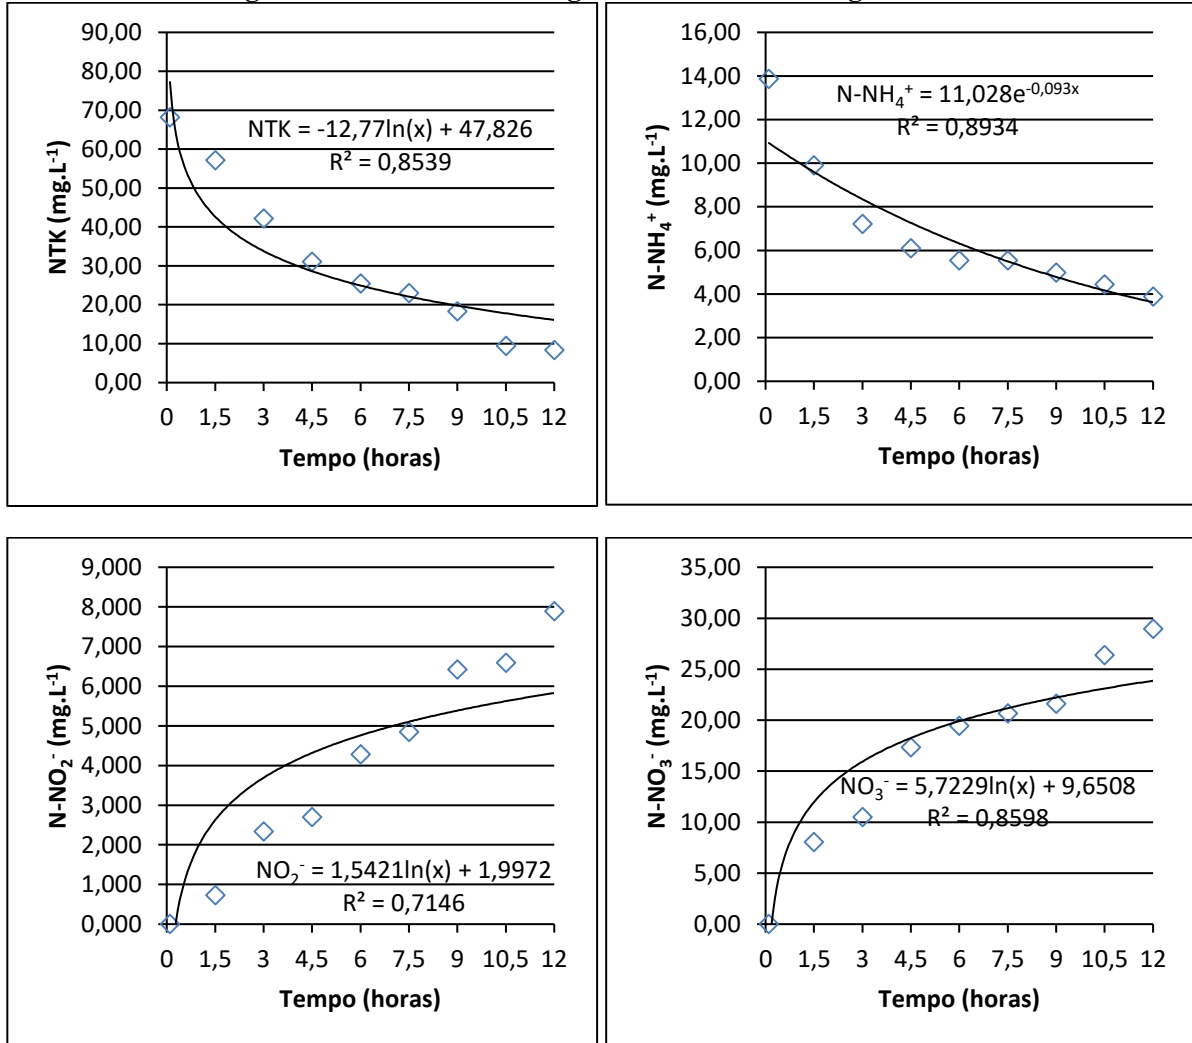 90,00
80,00
70,00
60,00
50,00
40,00
30,00
20,00
10,00
0,00
NTK (mg.L⁻¹)
NTK = -12,77ln(x) + 47,826
R² = 0,8539
0 1,5 3 4,5 6 7,5 9 10,5 12
Tempo (horas)
16,00
14,00
12,00
10,00
8,00
6,00
4,00
2,00
0,00
N-NH₄⁺ (mg.L⁻¹)
N-NH₄⁺ = 11,028e⁻⁰,⁰⁹³ˣ
R² = 0,8934
0 1,5 3 4,5 6 7,5 9 10,5 12
Tempo (horas)
9,000
8,000
7,000
6,000
5,000
4,000
3,000
2,000
1,000
0,000
N-NO₂⁻ (mg.L⁻¹)
NO₂⁻ = 1,5421ln(x) + 1,9972
R² = 0,7146
0 1,5 3 4,5 6 7,5 9 10,5 12
Tempo (horas)
35,00
30,00
25,00
20,00
15,00
10,00
5,00
0,00
N-NO₃⁻ (mg.L⁻¹)
NO₃⁻ = 5,7229ln(x) + 9,6508
R² = 0,8598
0 1,5 3 4,5 6 7,5 9 10,5 12
Tempo (horas)